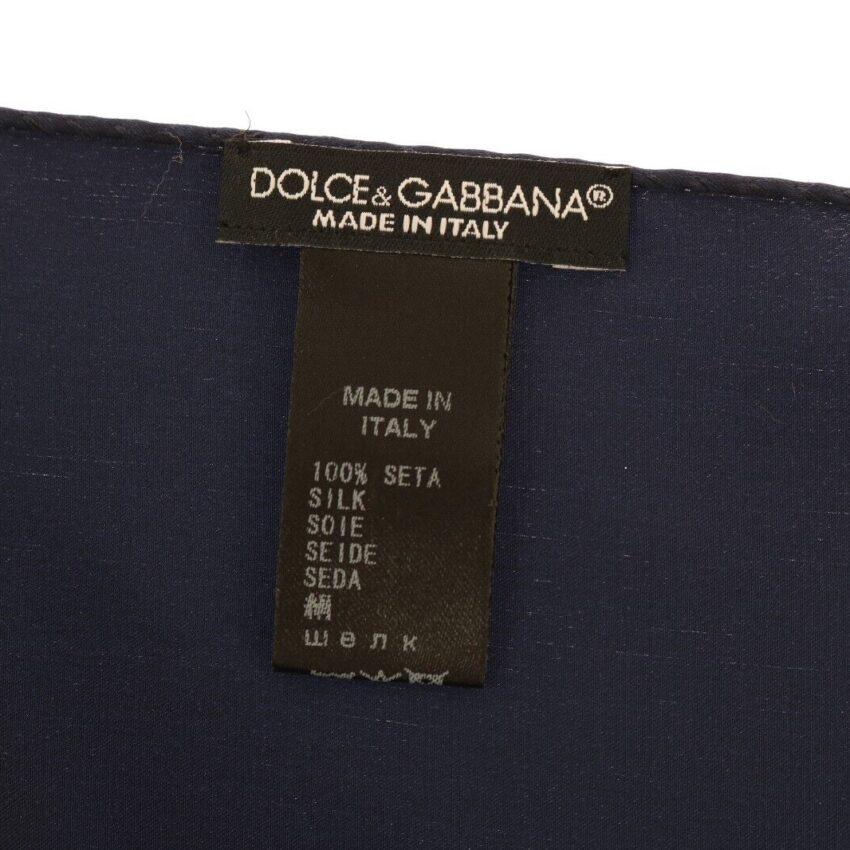 DOLCE&GABBANA®
MADE IN ITALY
MADE IN
ITALY
100% SETA
SILK
SOIE
SEIDE
SEDA
絹
шелк